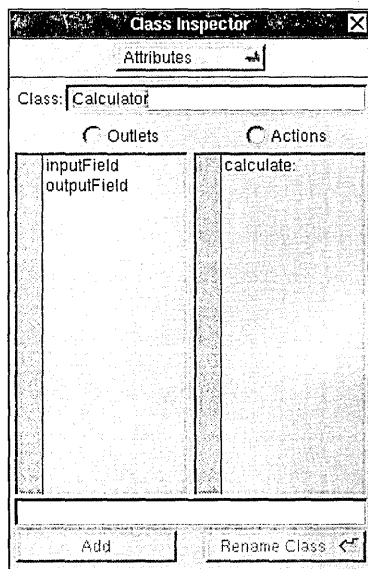 Class Inspector
Attributes
Class: Calculator
Outlets
Actions
inputField
outputField
calculate:
Add
Rename Class